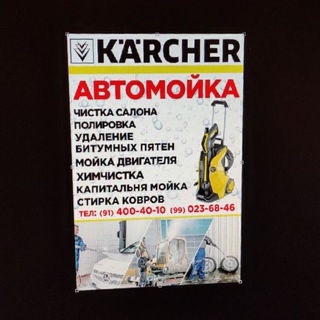 KÄRCHER
АВТОМОЙКА
ЧИСТКА САЛОНА
ПОЛИРОВКА
УДАЛЕНИЕ
БИТУМНЫХ ПЯТЕН
МОЙКА ДВИГАТЕЛЯ
ХИМЧИСТКА
КАПИТАЛЬНЯ МОЙКА
СТИРКА КОВРОВ
ТЕЛ: (91) 400-40-10 (99) 023-68-46